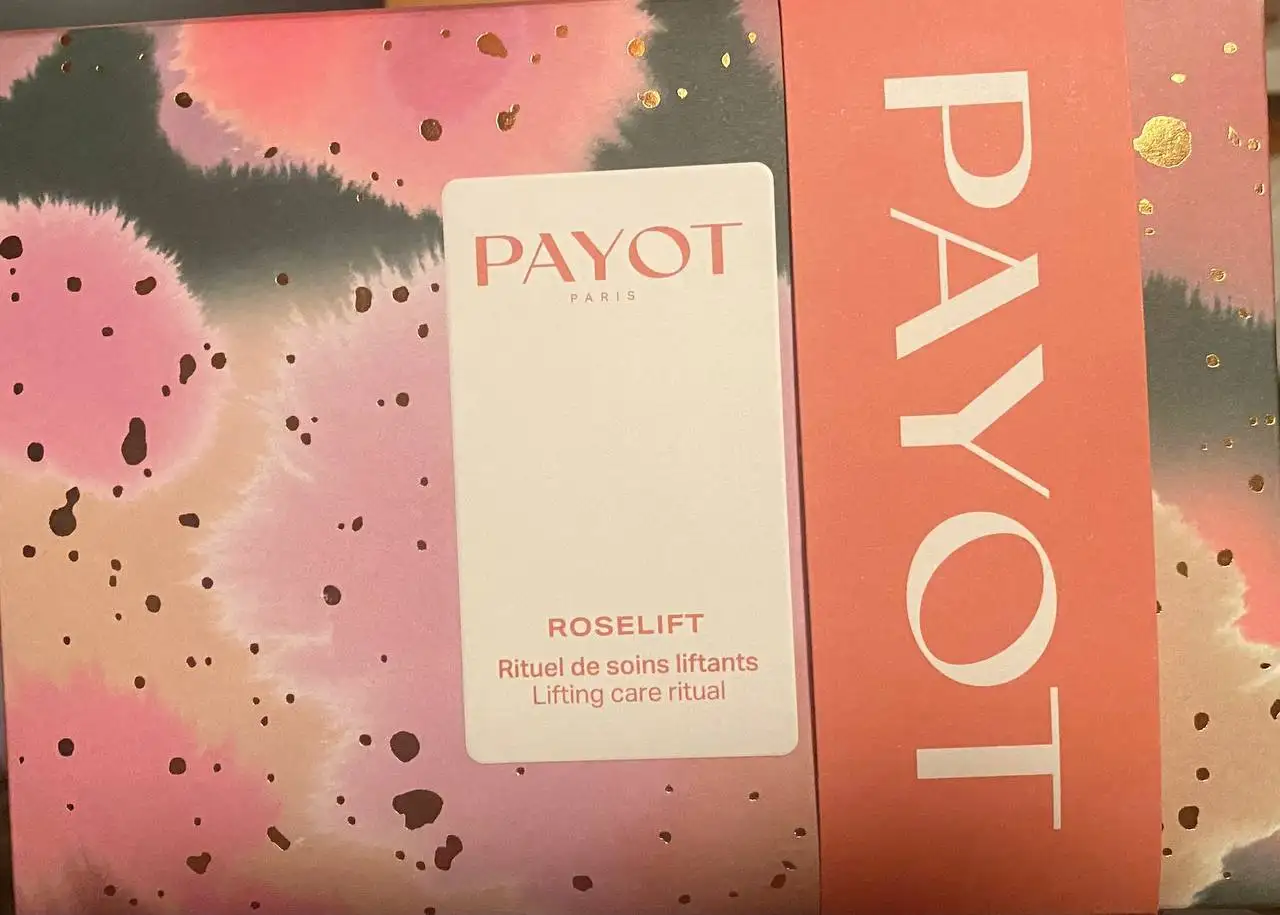 PAYOT
PARIS
ROSELIFT
Rituel de soins liftants
Lifting care ritual
PAYOT